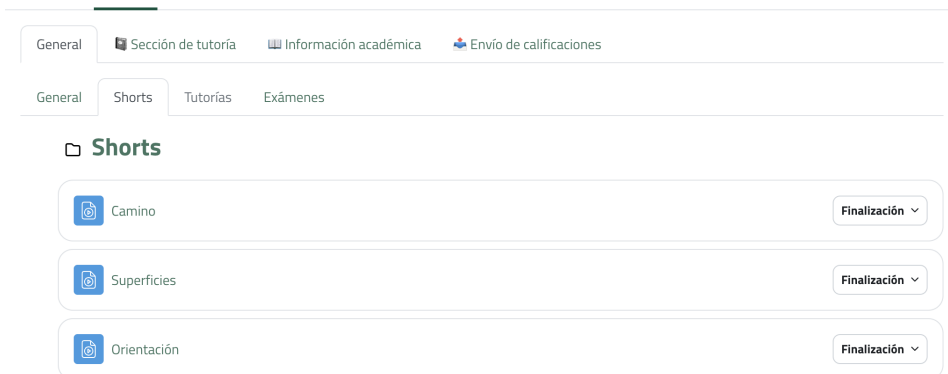 General Sección de tutoría Información académica Envío de calificaciones
General Shorts Tutorías Exámenes
Shorts
Camino Finalización
Superficies Finalización
Orientación Finalización